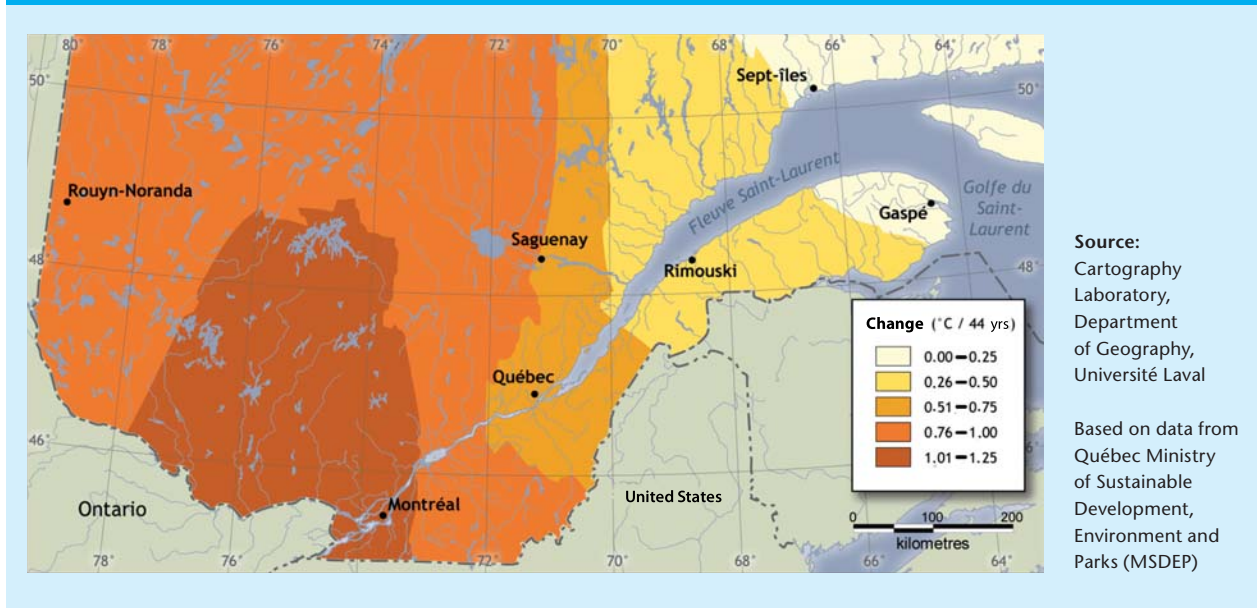 80° 78° 76° 74° 72° 70° 68° 66° 64°
Sept-îles
50° 50°
Rouyn-Noranda
Fleuve Saint-Laurent
Golfe du
Saint-
Laurent
Gaspé
Saguenay
48° 48°
Rimouski
Québec
46°
Montréal
Ontario
United States
78° 76° 72° 70° 66° 64°
Change (°C / 44 yrs)
0.00–0.25
0.26–0.50
0.51–0.75
0.76–1.00
1.01–1.25
0 100 200
kilometres
Source:
Cartography
Laboratory,
Department
of Geography,
Université Laval
Based on data from
Québec Ministry
of Sustainable
Development,
Environment and
Parks (MSDEP)